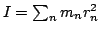 I = ∑ₙ mₙrₙ²